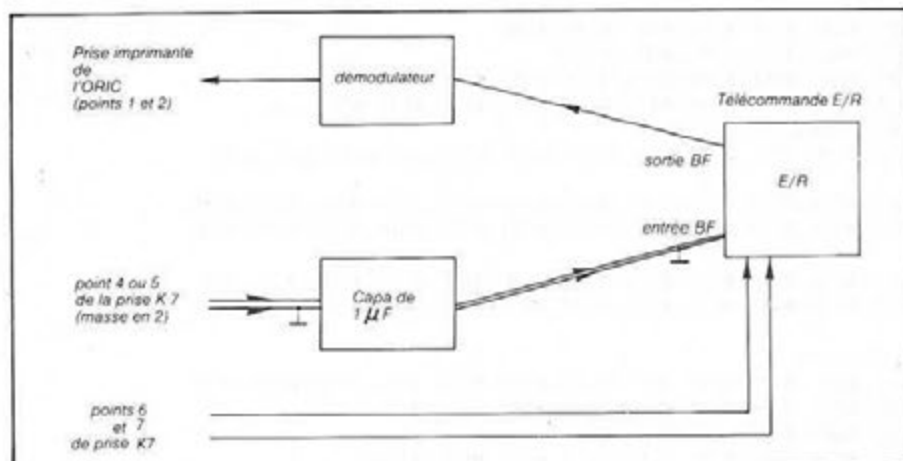 Prise imprimante
de
l'ORIC
(points 1 et 2)
démodulateur
Télécommande E/R
sortie BF
E/R
entrée BF
point 4 ou 5
de la prise K 7
(masse en 2)
Capa de
1 µF
points 6
et 7
de prise K7